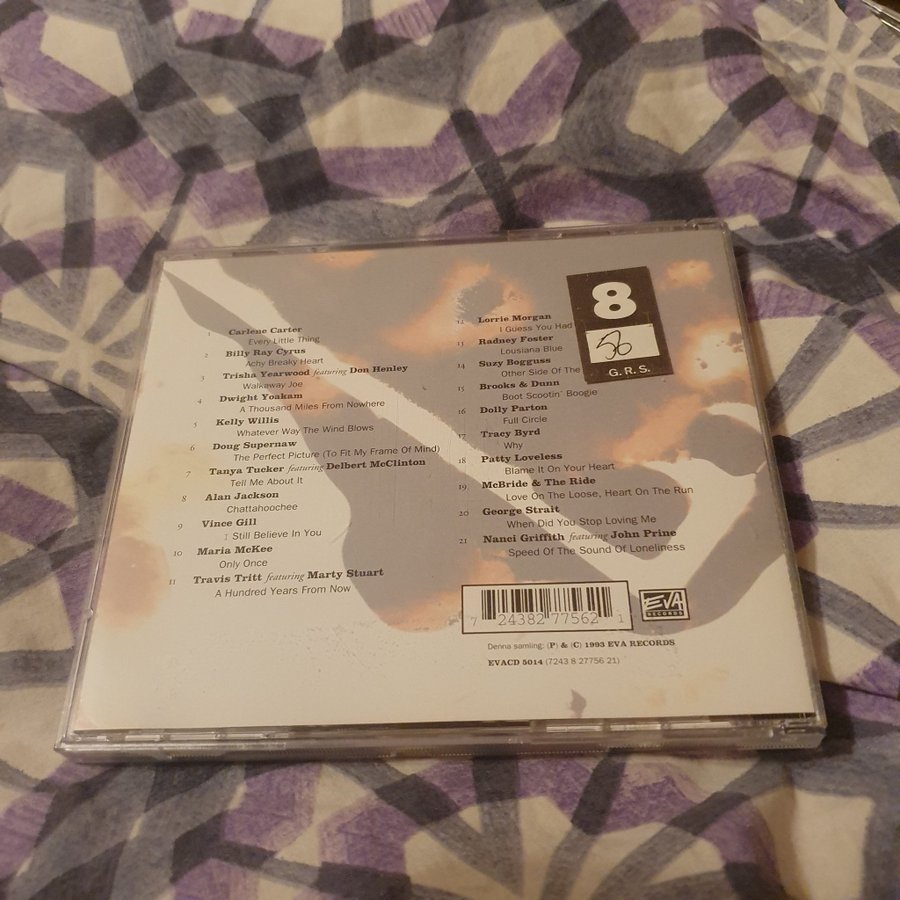 1 Carlene Carter
Every Little Thing
2 Billy Ray Cyrus
Achy Breaky Heart
3 Trisha Yearwood featuring Don Henley
Walkaway Joe
4 Dwight Yoakam
A Thousand Miles From Nowhere
5 Kelly Willis
Whatever Way The Wind Blows
6 Doug Supernaw
The Perfect Picture (To Fit My Frame Of Mind)
7 Tanya Tucker featuring Delbert McClinton
Tell Me About It
8 Alan Jackson
Chattahoochee
9 Vince Gill
I Still Believe In You
10 Maria McKee
Only Once
11 Travis Tritt featuring Marty Stuart
A Hundred Years From Now
12 Lorrie Morgan
I Guess You Had
13 Radney Foster
Lousiana Blue
14 Suzy Bogguss
Other Side Of The
15 Brooks & Dunn
Boot Scootin' Boogie
16 Dolly Parton
Full Circle
17 Tracy Byrd
Why
18 Patty Loveless
Blame It On Your Heart
19 McBride & The Ride
Love On The Loose, Heart On The Run
20 George Strait
When Did You Stop Loving Me
21 Nanci Griffith featuring John Prine
Speed Of The Sound Of Loneliness
8
56
G.R.S.
7 24382 77562 1
EVA
RECORDS
Denna samling: (P) & (C) 1993 EVA RECORDS
EVACD 5014 (7243 8 27756 21)